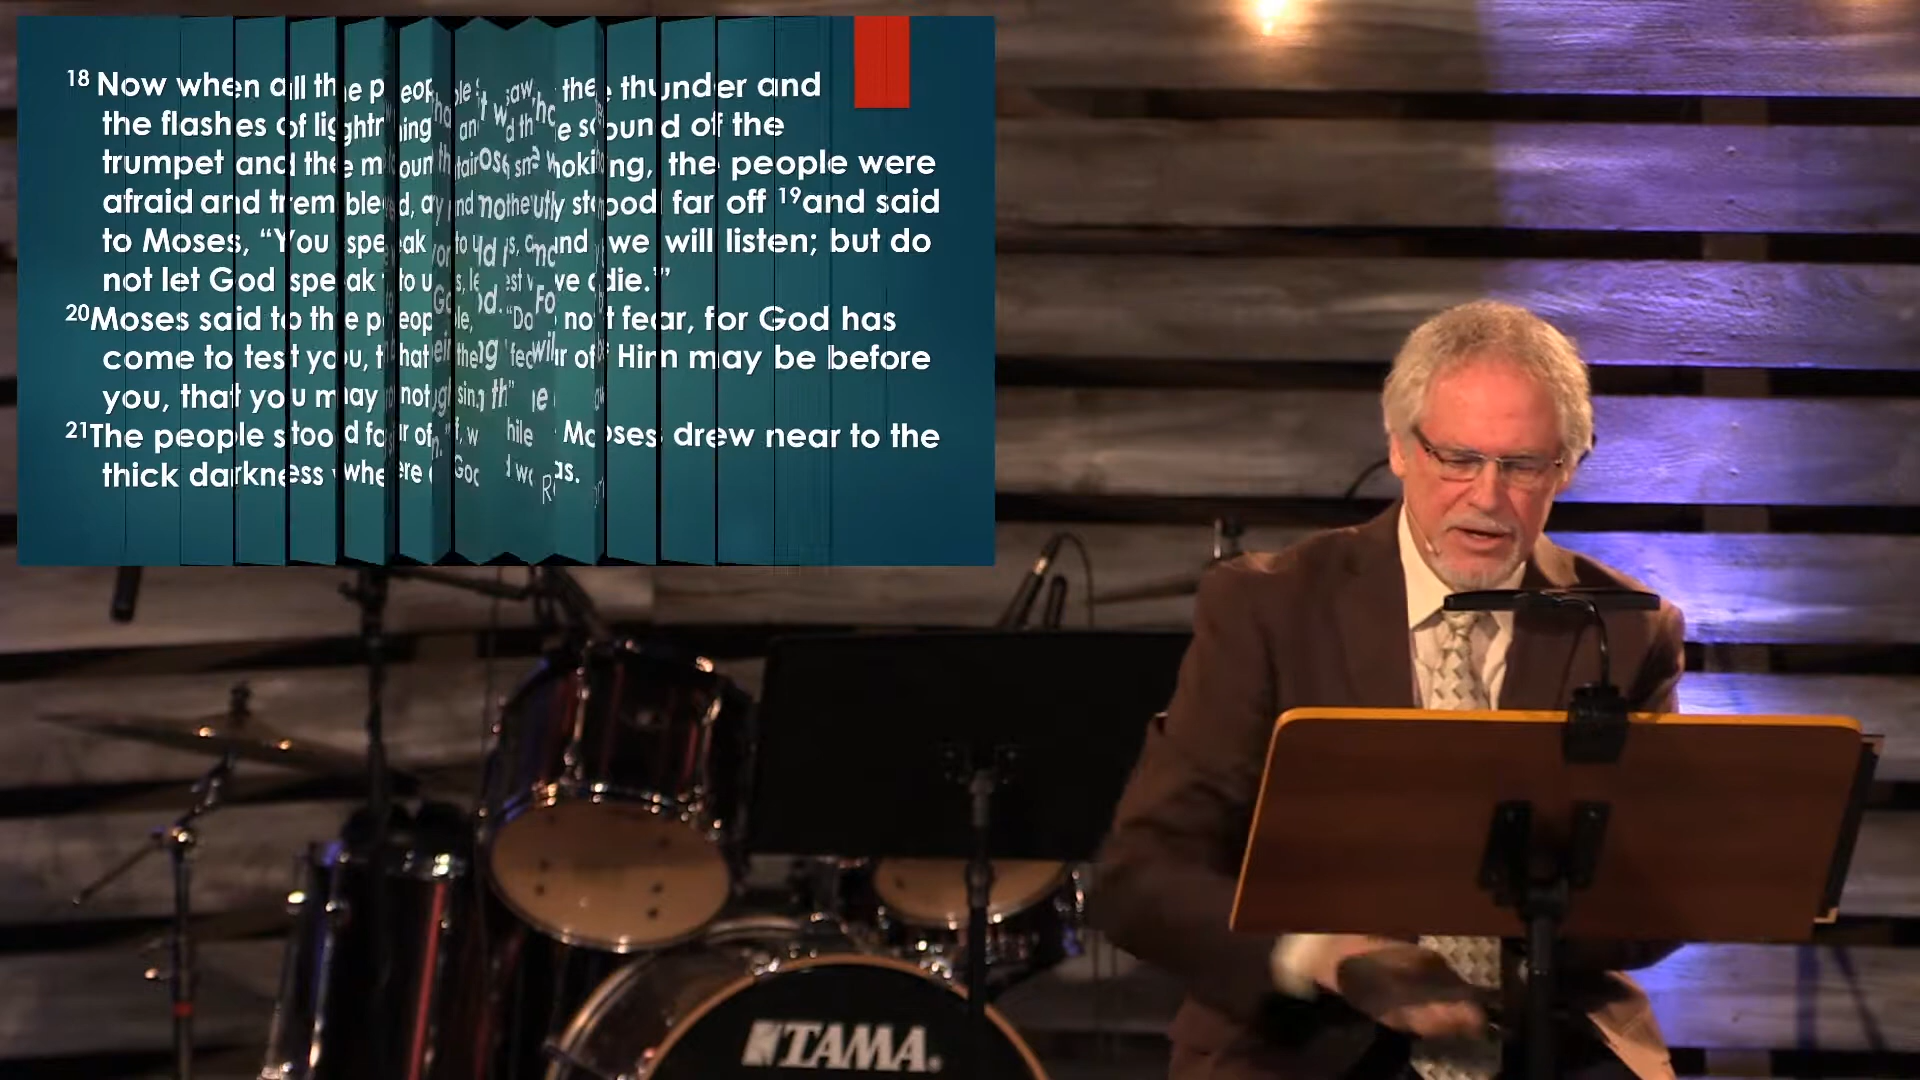 18 Now when all the people saw the thunder and
the flashes of lightning and the sound of the
trumpet and the mountain smoking, the people were
afraid and trembled, and they stood far off 19and said
to Moses, “You speak to us, and we will listen; but do
not let God speak to us, lest we die.”
20Moses said to the people, “Do not fear, for God has
come to test you, that the fear of Him may be before
you, that you may not sin.”
21The people stood far off, while Moses drew near to the
thick darkness where God was.
TAMA